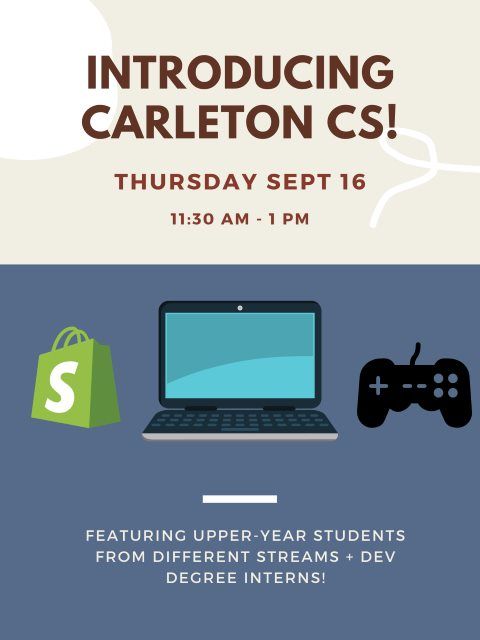 INTRODUCING
CARLETON CS!
THURSDAY SEPT 16
11:30 AM - 1 PM
S
FEATURING UPPER-YEAR STUDENTS
FROM DIFFERENT STREAMS + DEV
DEGREE INTERNS!